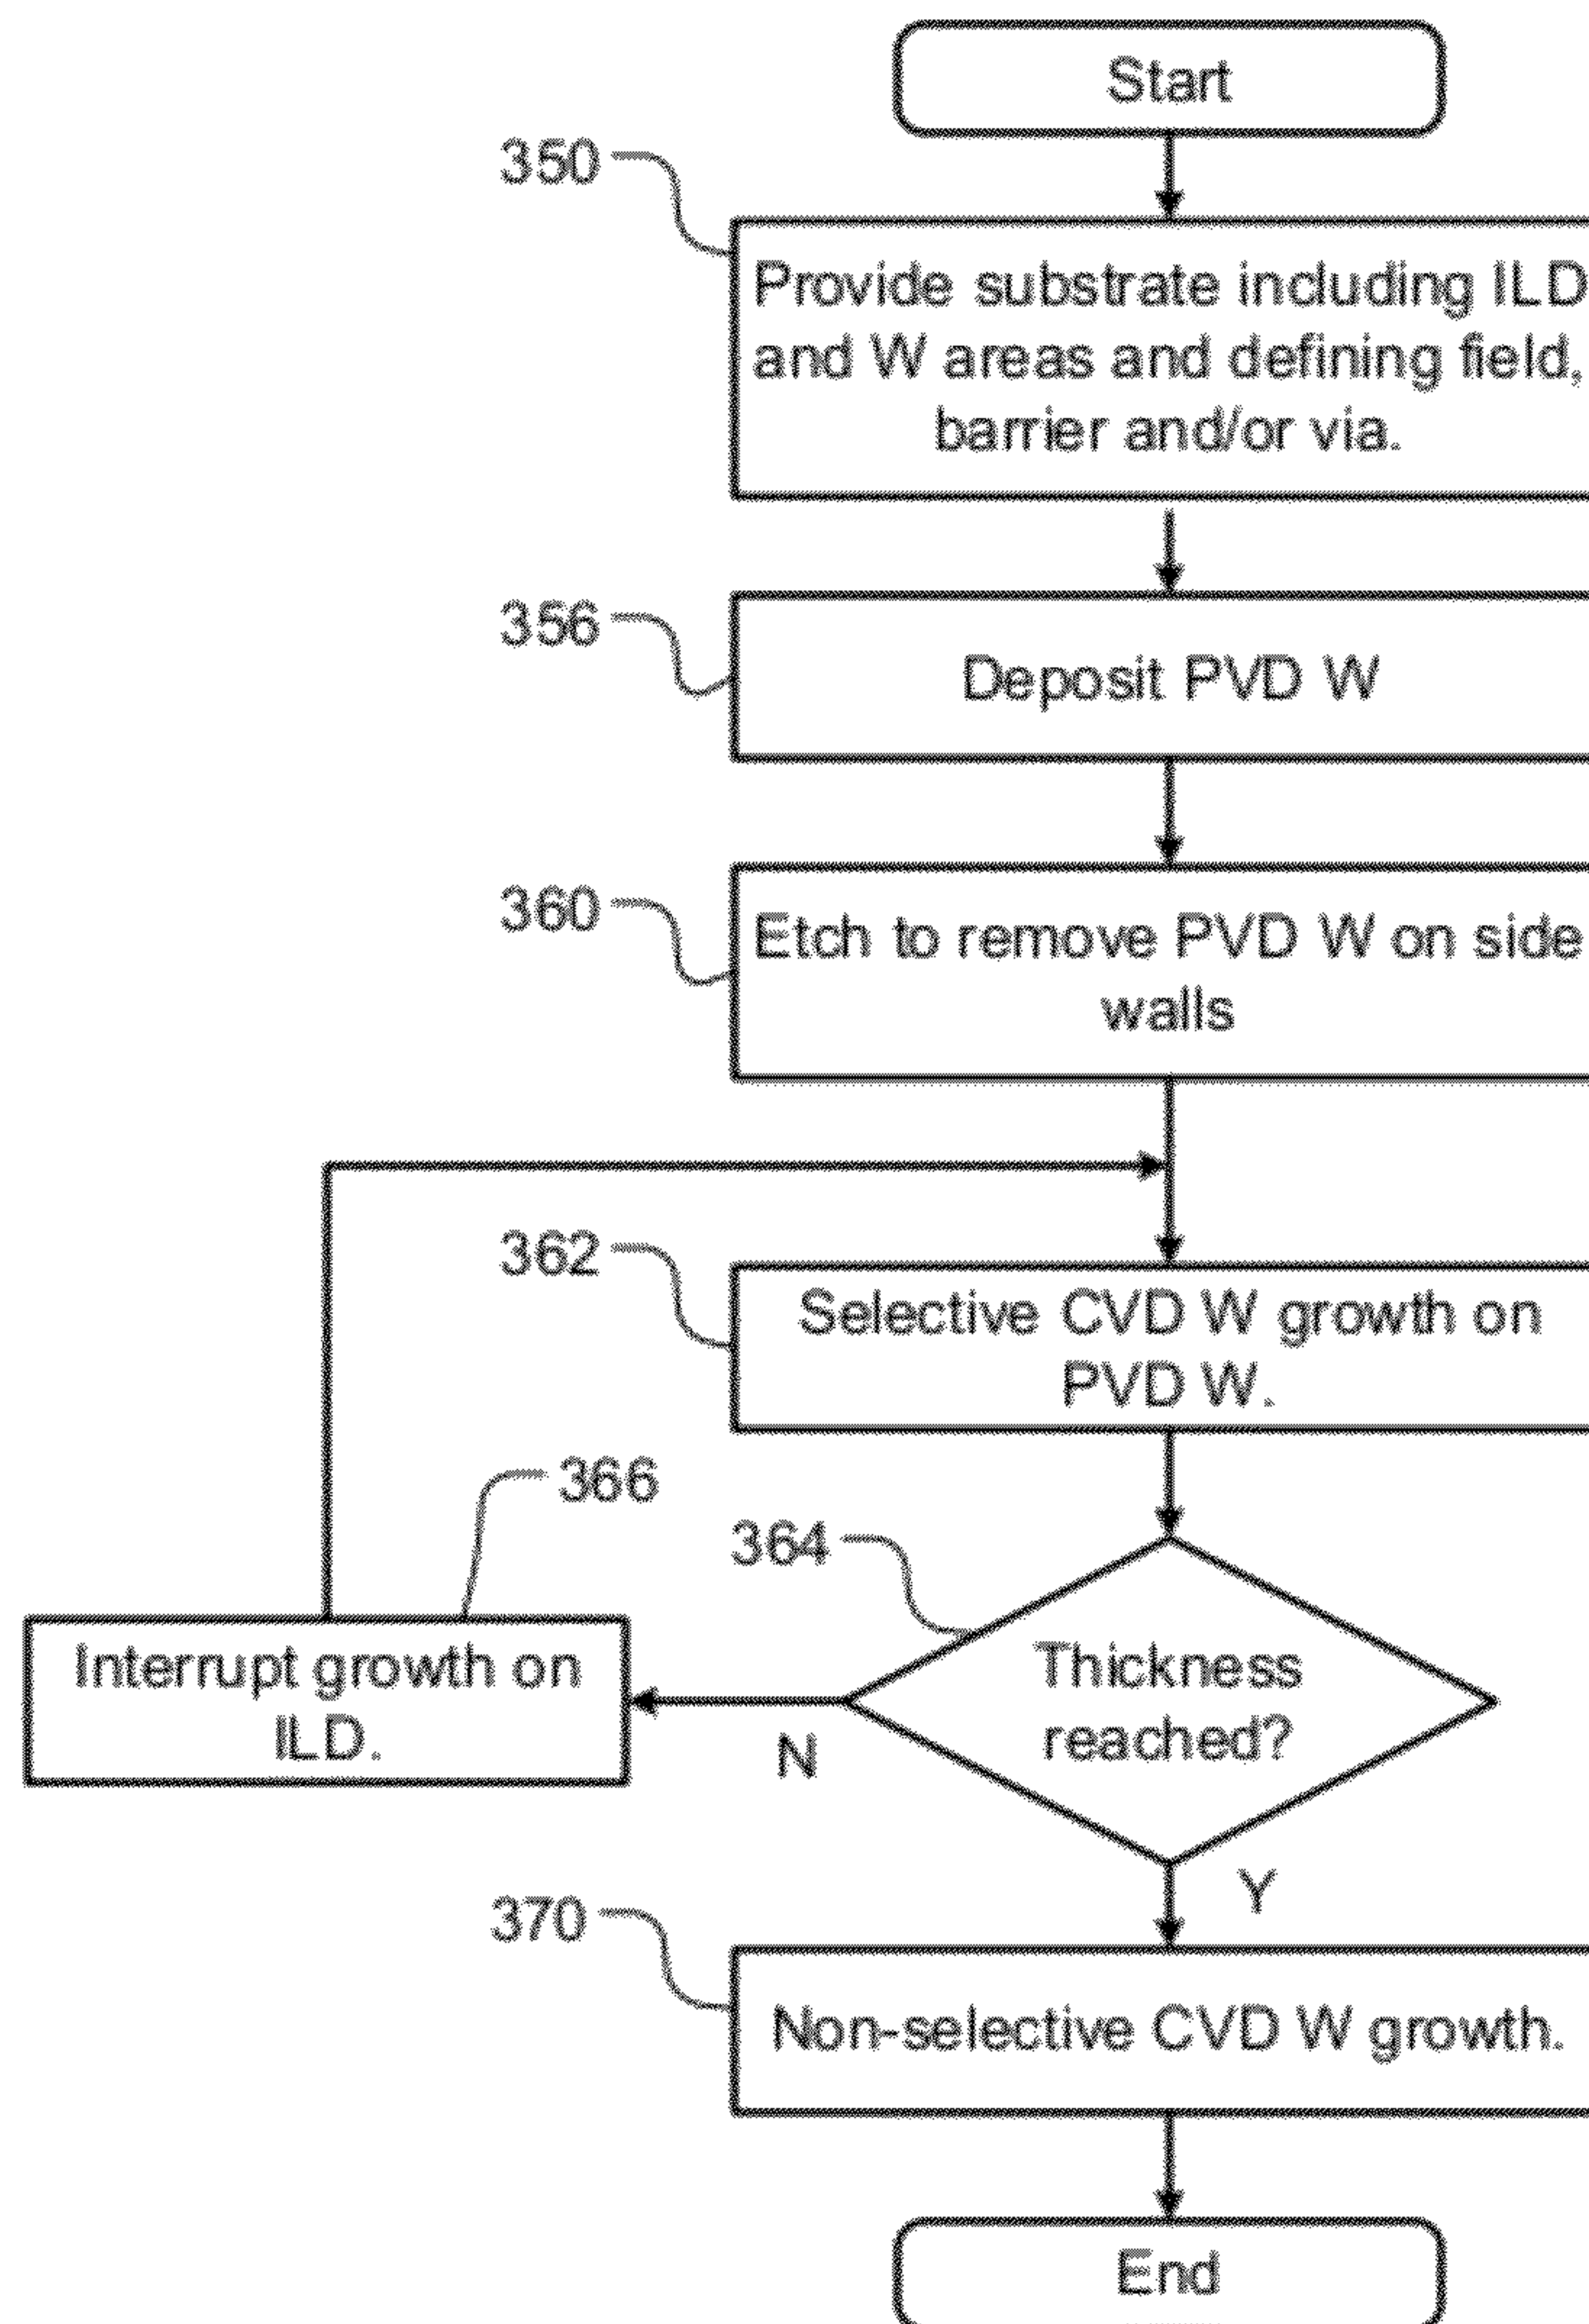 Start
350
Provide substrate including ILD
and W areas and defining field,
barrier and/or via.
356
Deposit PVD W
360
Etch to remove PVD W on side
walls
362
Selective CVD W growth on
PVD W.
366
364
Interrupt growth on
ILD.
Thickness
reached?
N
Y
370
Non-selective CVD W growth.
End